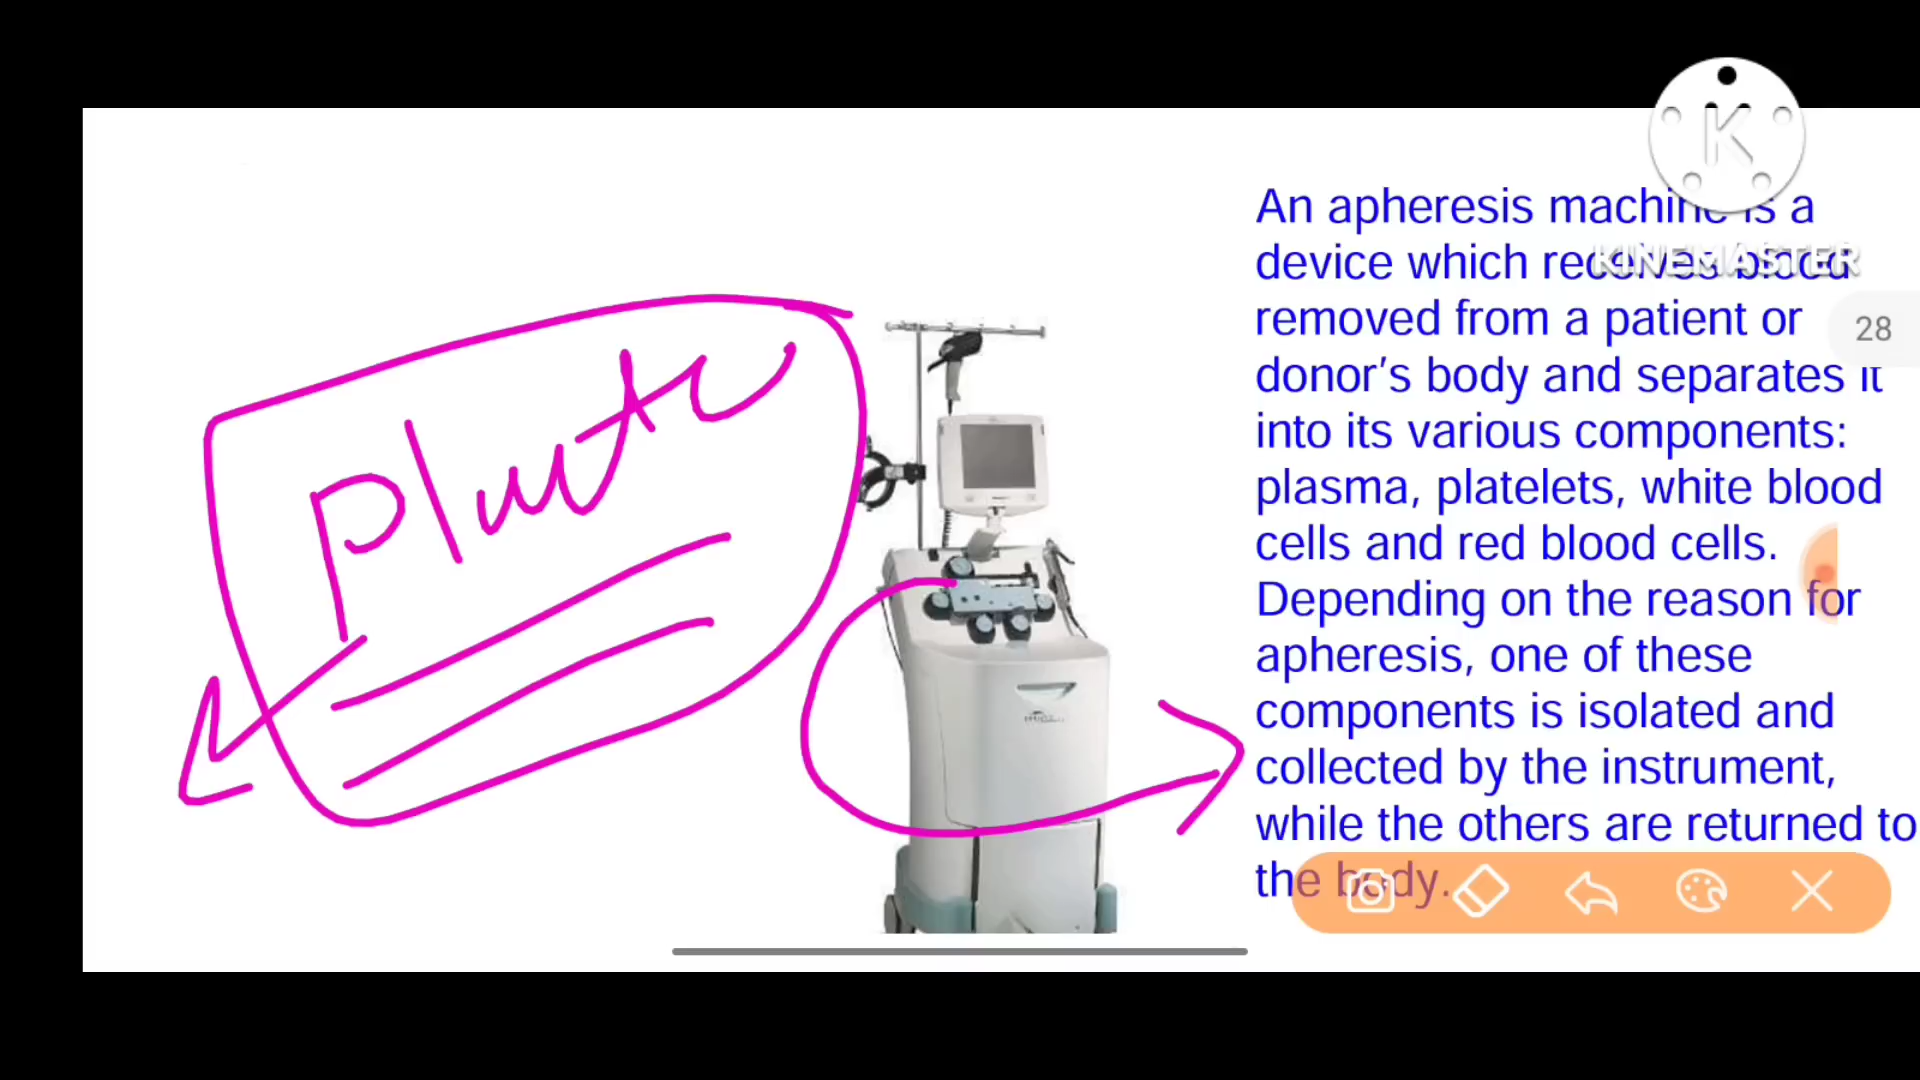 An apheresis machine is a
device which receives blood
removed from a patient or
donor’s body and separates it
into its various components:
plasma, platelets, white blood
cells and red blood cells.
Depending on the reason for
apheresis, one of these
components is isolated and
collected by the instrument,
while the others are returned to
the body.
K
KINEMASTER
28